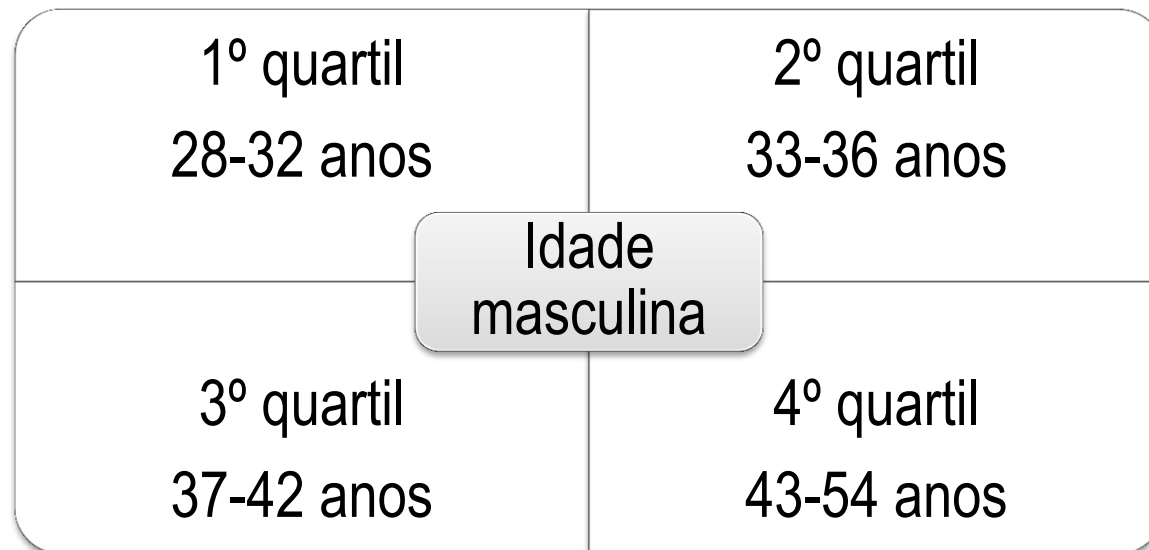 1º quartil
28-32 anos
2º quartil
33-36 anos
Idade
masculina
3º quartil
37-42 anos
4º quartil
43-54 anos